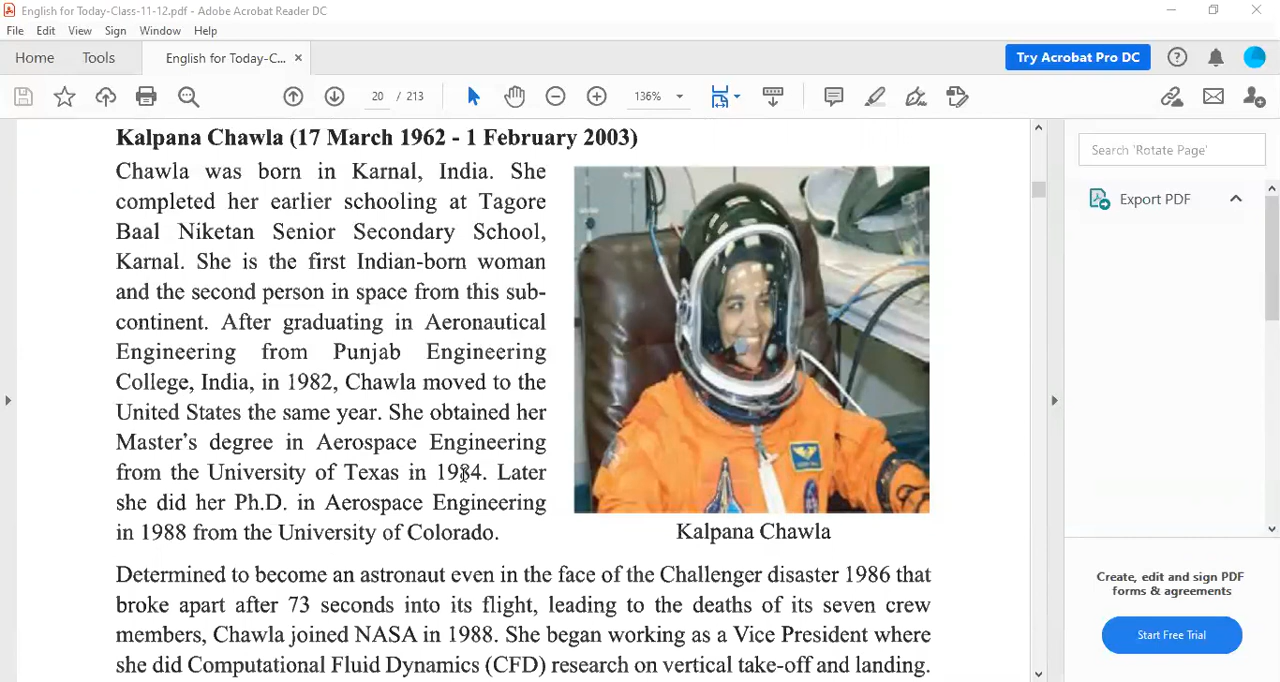 English for Today-Class-11-12.pdf - Adobe Acrobat Reader DC
File Edit View Sign Window Help
Home Tools English for Today-C... ×
Try Acrobat Pro DC
20 / 213
136%
Search 'Rotate Page'
Export PDF
Kalpana Chawla (17 March 1962 - 1 February 2003)
Chawla was born in Karnal, India. She
completed her earlier schooling at Tagore
Baal Niketan Senior Secondary School,
Karnal. She is the first Indian-born woman
and the second person in space from this sub-
continent. After graduating in Aeronautical
Engineering from Punjab Engineering
College, India, in 1982, Chawla moved to the
United States the same year. She obtained her
Master's degree in Aerospace Engineering
from the University of Texas in 1984. Later
she did her Ph.D. in Aerospace Engineering
in 1988 from the University of Colorado.
Kalpana Chawla
Determined to become an astronaut even in the face of the Challenger disaster 1986 that
broke apart after 73 seconds into its flight, leading to the deaths of its seven crew
members, Chawla joined NASA in 1988. She began working as a Vice President where
she did Computational Fluid Dynamics (CFD) research on vertical take-off and landing.
Create, edit and sign PDF
forms & agreements
Start Free Trial